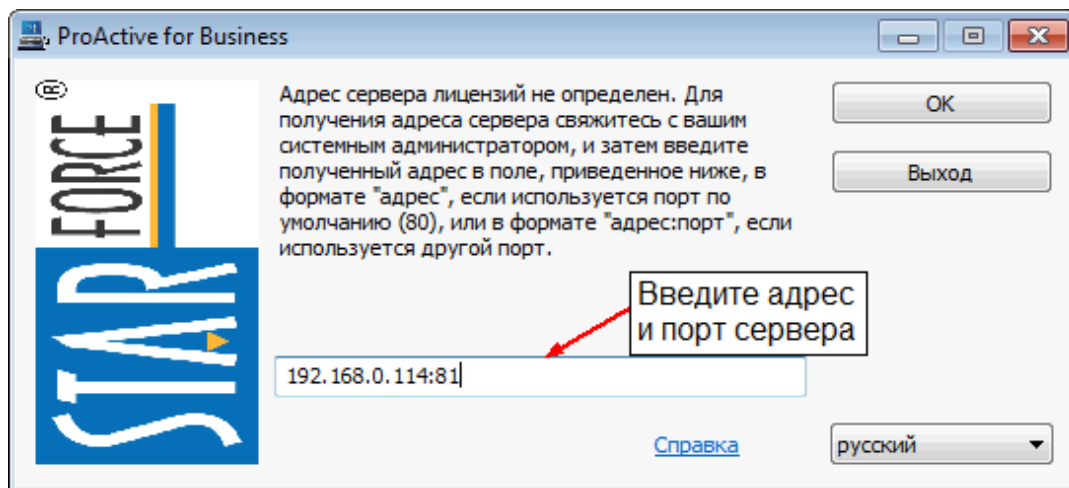 ProActive for Business
STAR FORCE ®
Адрес сервера лицензий не определен. Для
получения адреса сервера свяжитесь с вашим
системным администратором, и затем введите
полученный адрес в поле, приведенное ниже, в
формате "адрес", если используется порт по
умолчанию (80), или в формате "адрес:порт", если
используется другой порт.
OK
Выход
Введите адрес
и порт сервера
192.168.0.114:81
Справка
русский